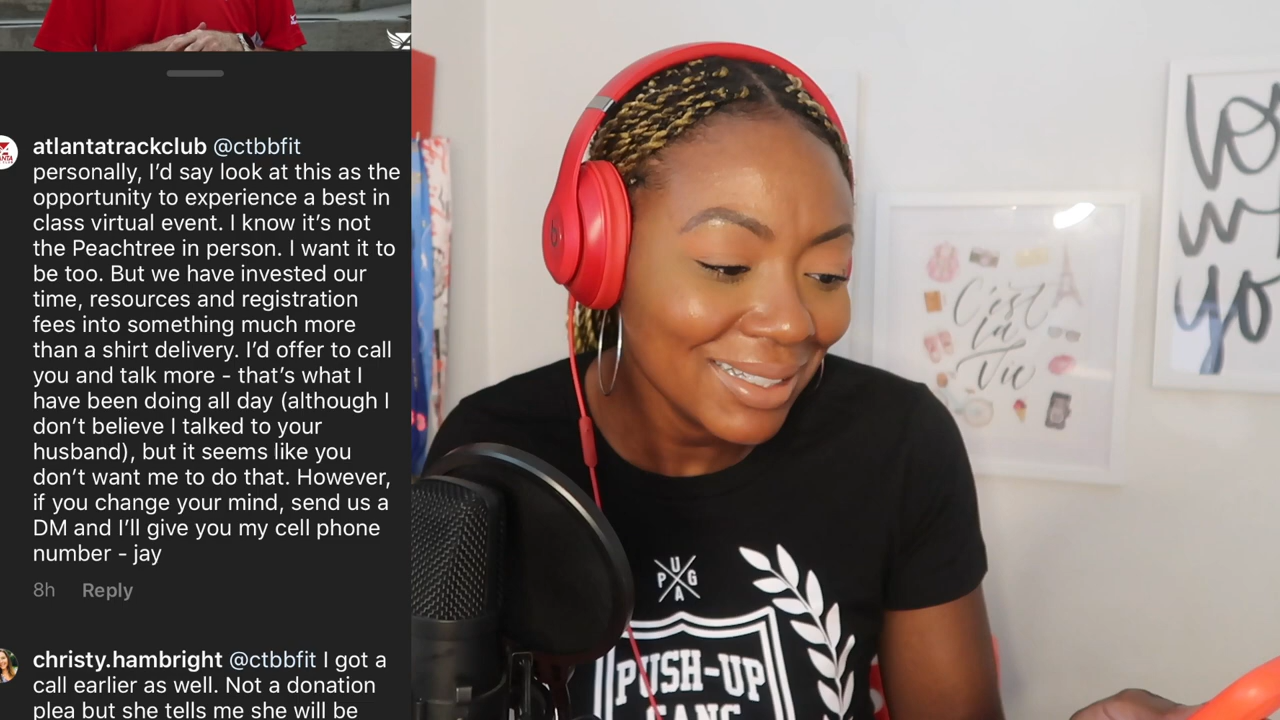 atlantatrackclub @ctbbfit
personally, I’d say look at this as the
opportunity to experience a best in
class virtual event. I know it’s not
the Peachtree in person. I want it to
be too. But we have invested our
time, resources and registration
fees into something much more
than a shirt delivery. I’d offer to call
you and talk more - that’s what I
have been doing all day (although I
don’t believe I talked to your
husband), but it seems like you
don’t want me to do that. However,
if you change your mind, send us a
DM and I’ll give you my cell phone
number - jay
8h Reply
christy.hambright @ctbbfit I got a
call earlier as well. Not a donation
plea but she tells me she will be
C'est
la
Vie
P U G A
PUSH-UP
GANG